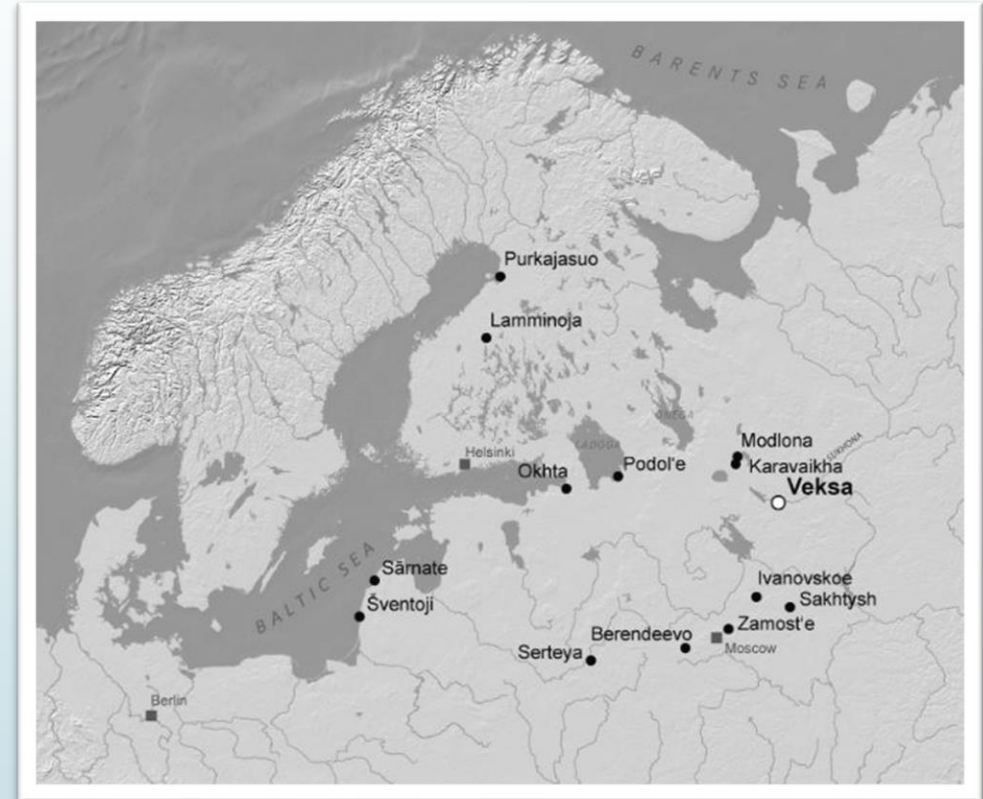 BARENTS SEA
Purkajasuo
Lamminoja
ONEGA
LADOGA
Modlona
SUKHONA
Helsinki
Podol'e
Karavaikha
Okhta
Veksa
BALTIC SEA
Sārnate
Ivanovskoe
Sakhtysh
Šventoji
Zamost'e
Berendeevo
Moscow
Serteya
Berlin